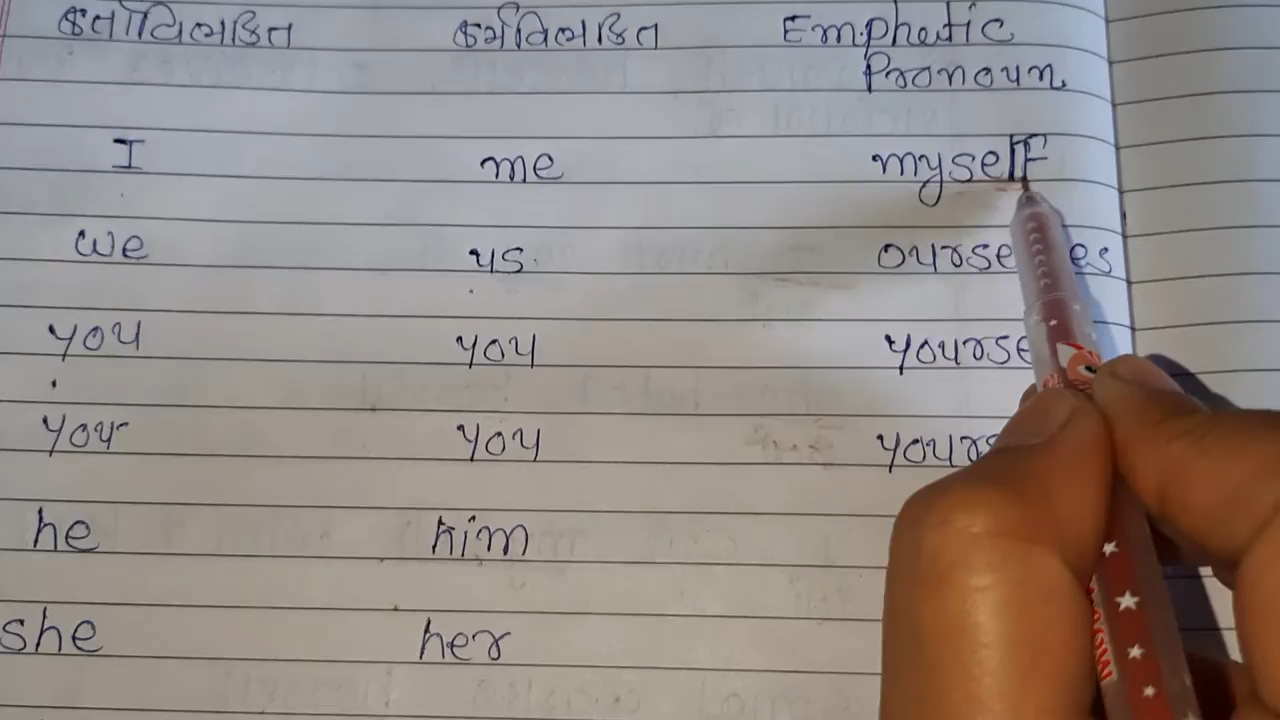 કર્તાવિભક્તિ કર્મવિભક્તિ Emphatic
Pronoun
I me myself
we us
you you
you you
he him
she her